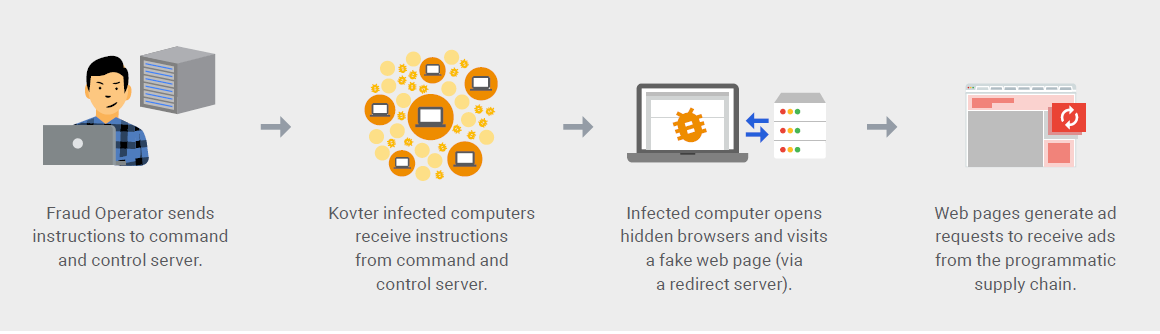 Fraud Operator sends
instructions to command
and control server.
Kovter infected computers
receive instructions
from command and
control server.
Infected computer opens
hidden browsers and visits
a fake web page (via
a redirect server).
Web pages generate ad
requests to receive ads
from the programmatic
supply chain.